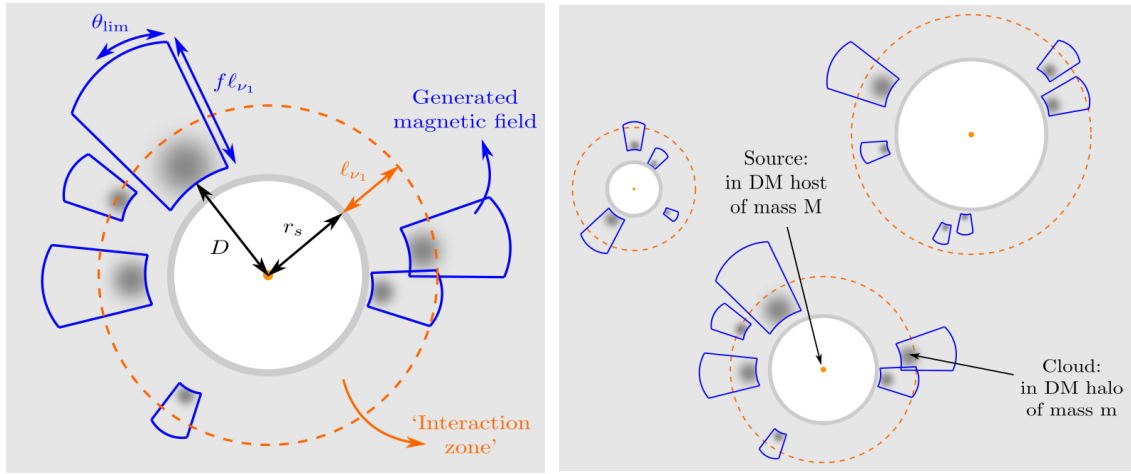 θ_lim
fℓ_ν₁
Generated
magnetic field
ℓ_ν₁
r_s
D
‘Interaction
zone’
Source:
in DM host
of mass M
Cloud:
in DM halo
of mass m